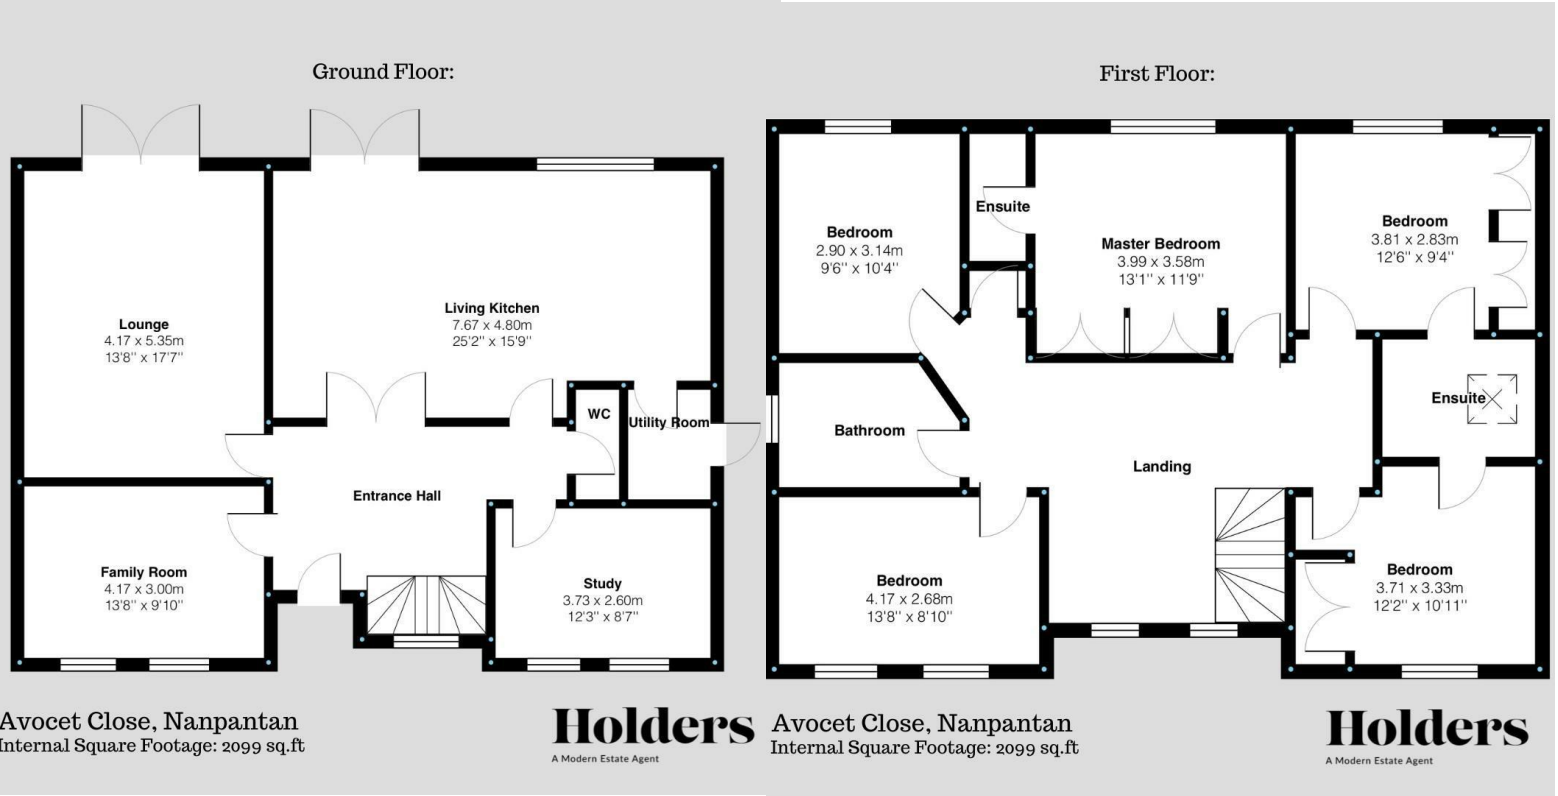 Ground Floor:
Lounge
4.17 x 5.35m
13'8'' x 17'7''
Living Kitchen
7.67 x 4.80m
25'2'' x 15'9''
WC
Utility Room
Entrance Hall
Family Room
4.17 x 3.00m
13'8'' x 9'10''
Study
3.73 x 2.60m
12'3'' x 8'7''
Avocet Close, Nanpantan
Internal Square Footage: 2099 sq.ft
Holders
A Modern Estate Agent
First Floor:
Bedroom
2.90 x 3.14m
9'6'' x 10'4''
Ensuite
Master Bedroom
3.99 x 3.58m
13'1'' x 11'9''
Bedroom
3.81 x 2.83m
12'6'' x 9'4''
Ensuite
Bathroom
Landing
Bedroom
4.17 x 2.68m
13'8'' x 8'10''
Bedroom
3.71 x 3.33m
12'2'' x 10'11''
Avocet Close, Nanpantan
Internal Square Footage: 2099 sq.ft
Holders
A Modern Estate Agent